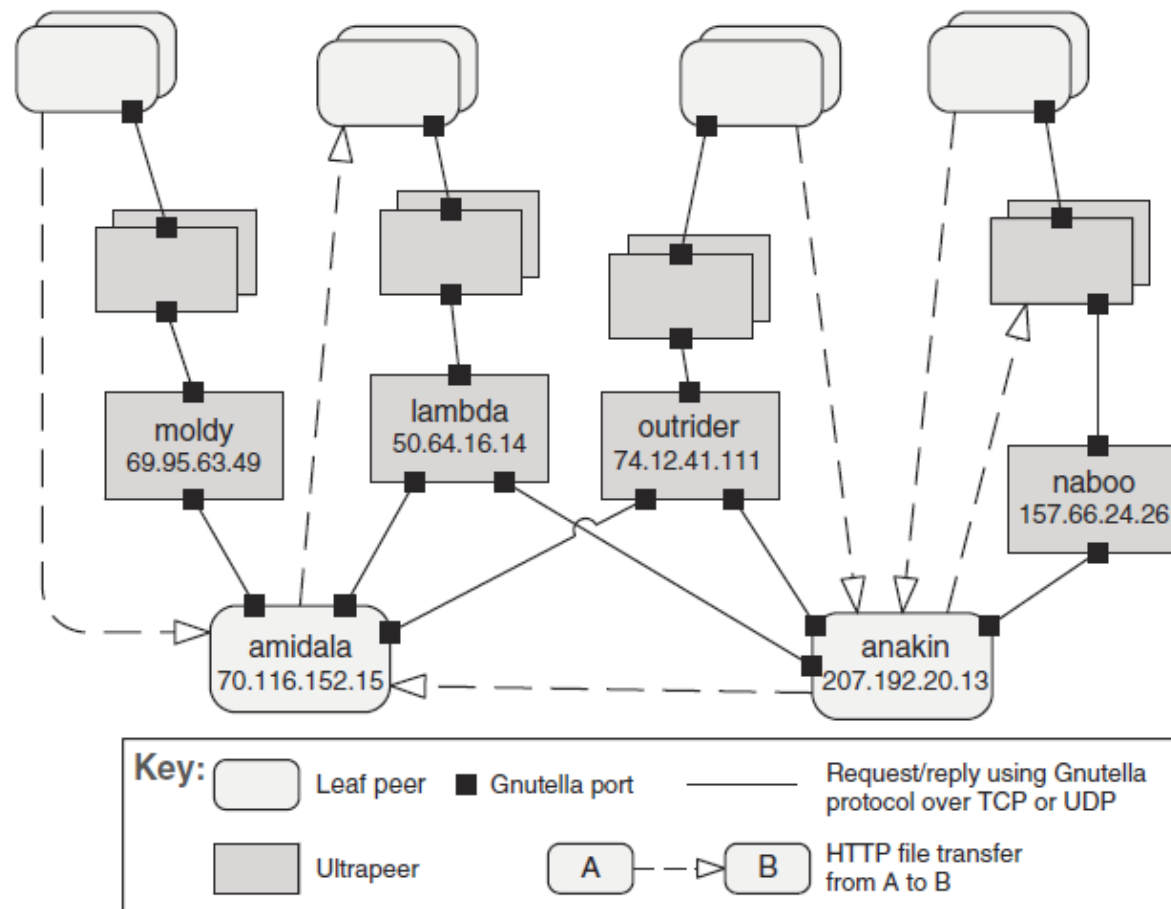 moldy
69.95.63.49
lambda
50.64.16.14
outrider
74.12.41.111
naboo
157.66.24.26
amidala
70.116.152.15
anakin
207.192.20.13
Key:
Leaf peer
Gnutella port
Request/reply using Gnutella
protocol over TCP or UDP
Ultrapeer
A
B
HTTP file transfer
from A to B